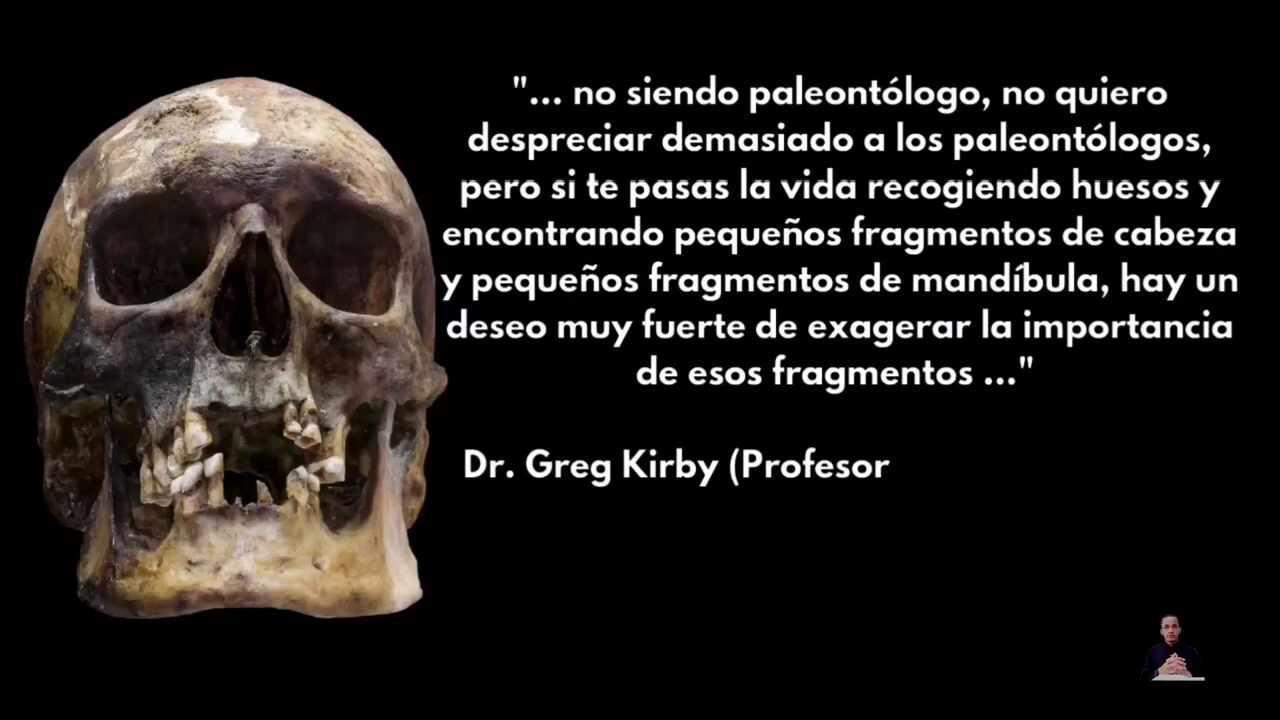 "... no siendo paleontólogo, no quiero
despreciar demasiado a los paleontólogos,
pero si te pasas la vida recogiendo huesos y
encontrando pequeños fragmentos de cabeza
y pequeños fragmentos de mandíbula, hay un
deseo muy fuerte de exagerar la importancia
de esos fragmentos ..."
Dr. Greg Kirby (Profesor